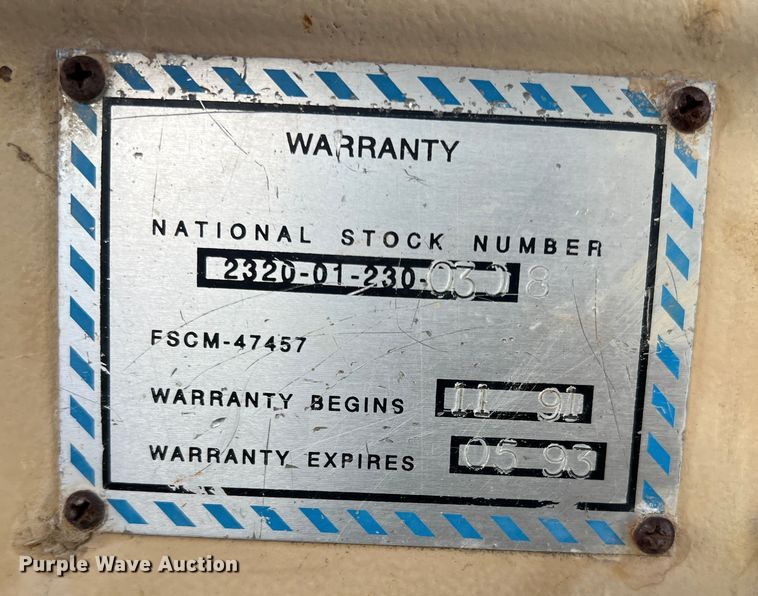 WARRANTY
NATIONAL STOCK NUMBER
2320-01-230-0308
FSCM-47457
WARRANTY BEGINS 11 91
WARRANTY EXPIRES 05 93
Purple Wave Auction